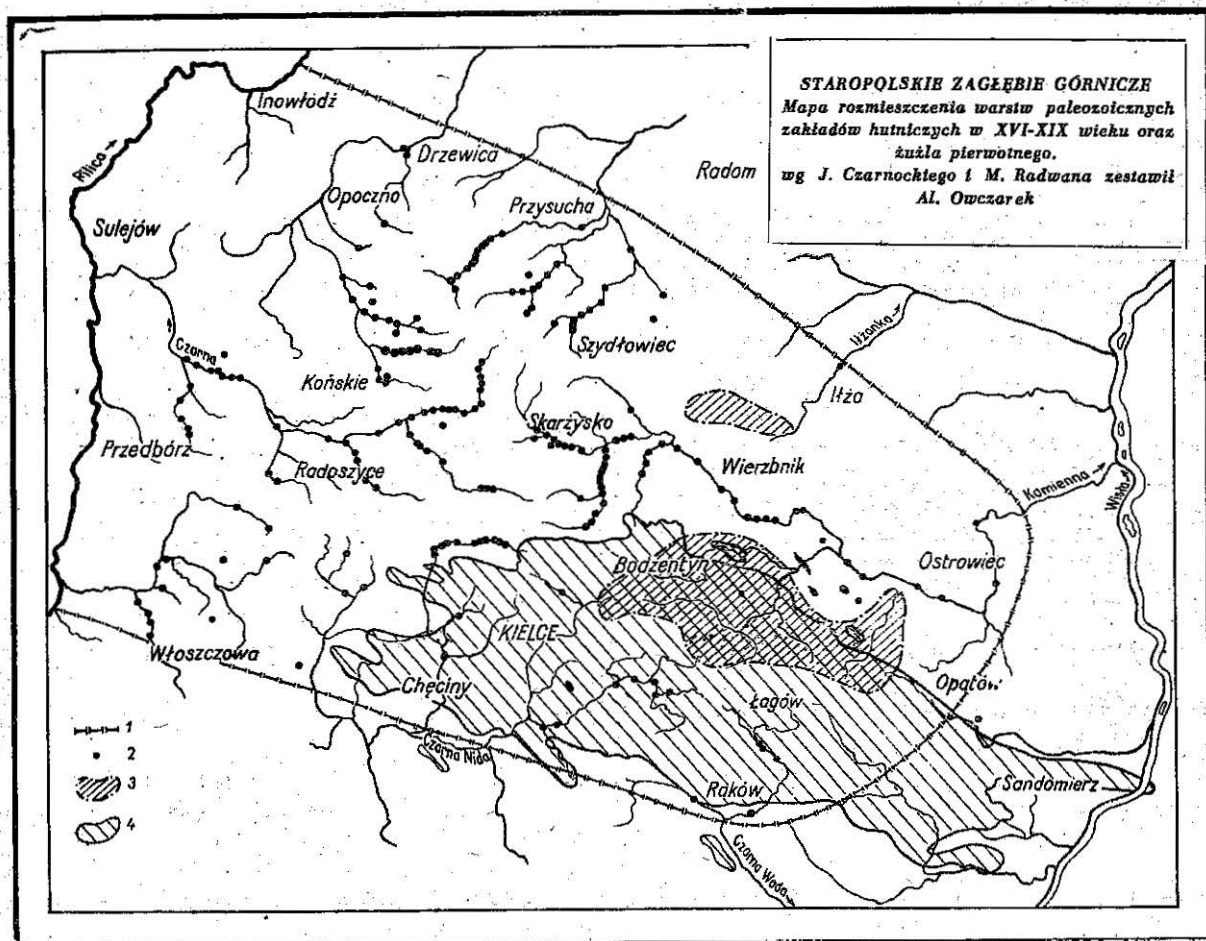 STAROPOLSKIE ZAGŁĘBIE GÓRNICZE
Mapa rozmieszczenia warstw paleozoicznych
zakładów hutniczych w XVI-XIX wieku oraz
żużla pierwotnego.
wg J. Czarnockiego i M. Radwana zestawił
Al. Owczarek
Inowłódz
Pilica
Drzewica
Radom
Opoczno
Przysucha
Sulejów
Iłżanka
Czarna
Szydłowiec
Końskie
Iłża
Skarżysko
Przedbórz
Radoszyce
Wierzbnik
Kamienna
Wisła
Bodzentyn
Ostrowiec
KIELCE
Włoszczowa
Chęciny
Opatów
Łagów
1
Czarna Nida
2
Raków
Sandomierz
3
4
Czarna Woda